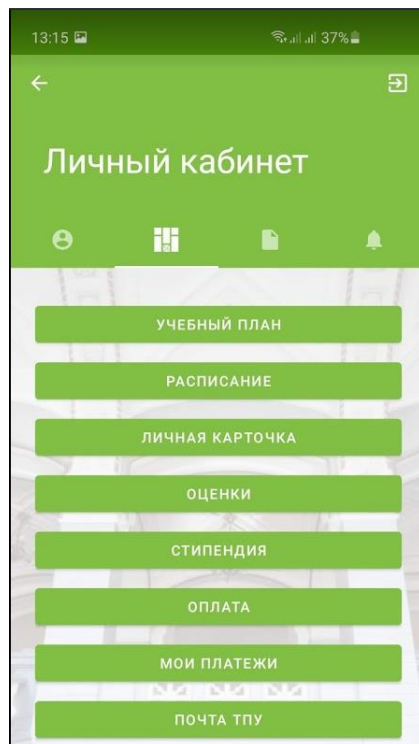 13:15 37%
Личный кабинет
УЧЕБНЫЙ ПЛАН
РАСПИСАНИЕ
ЛИЧНАЯ КАРТОЧКА
ОЦЕНКИ
СТИПЕНДИЯ
ОПЛАТА
МОИ ПЛАТЕЖИ
ПОЧТА ТПУ